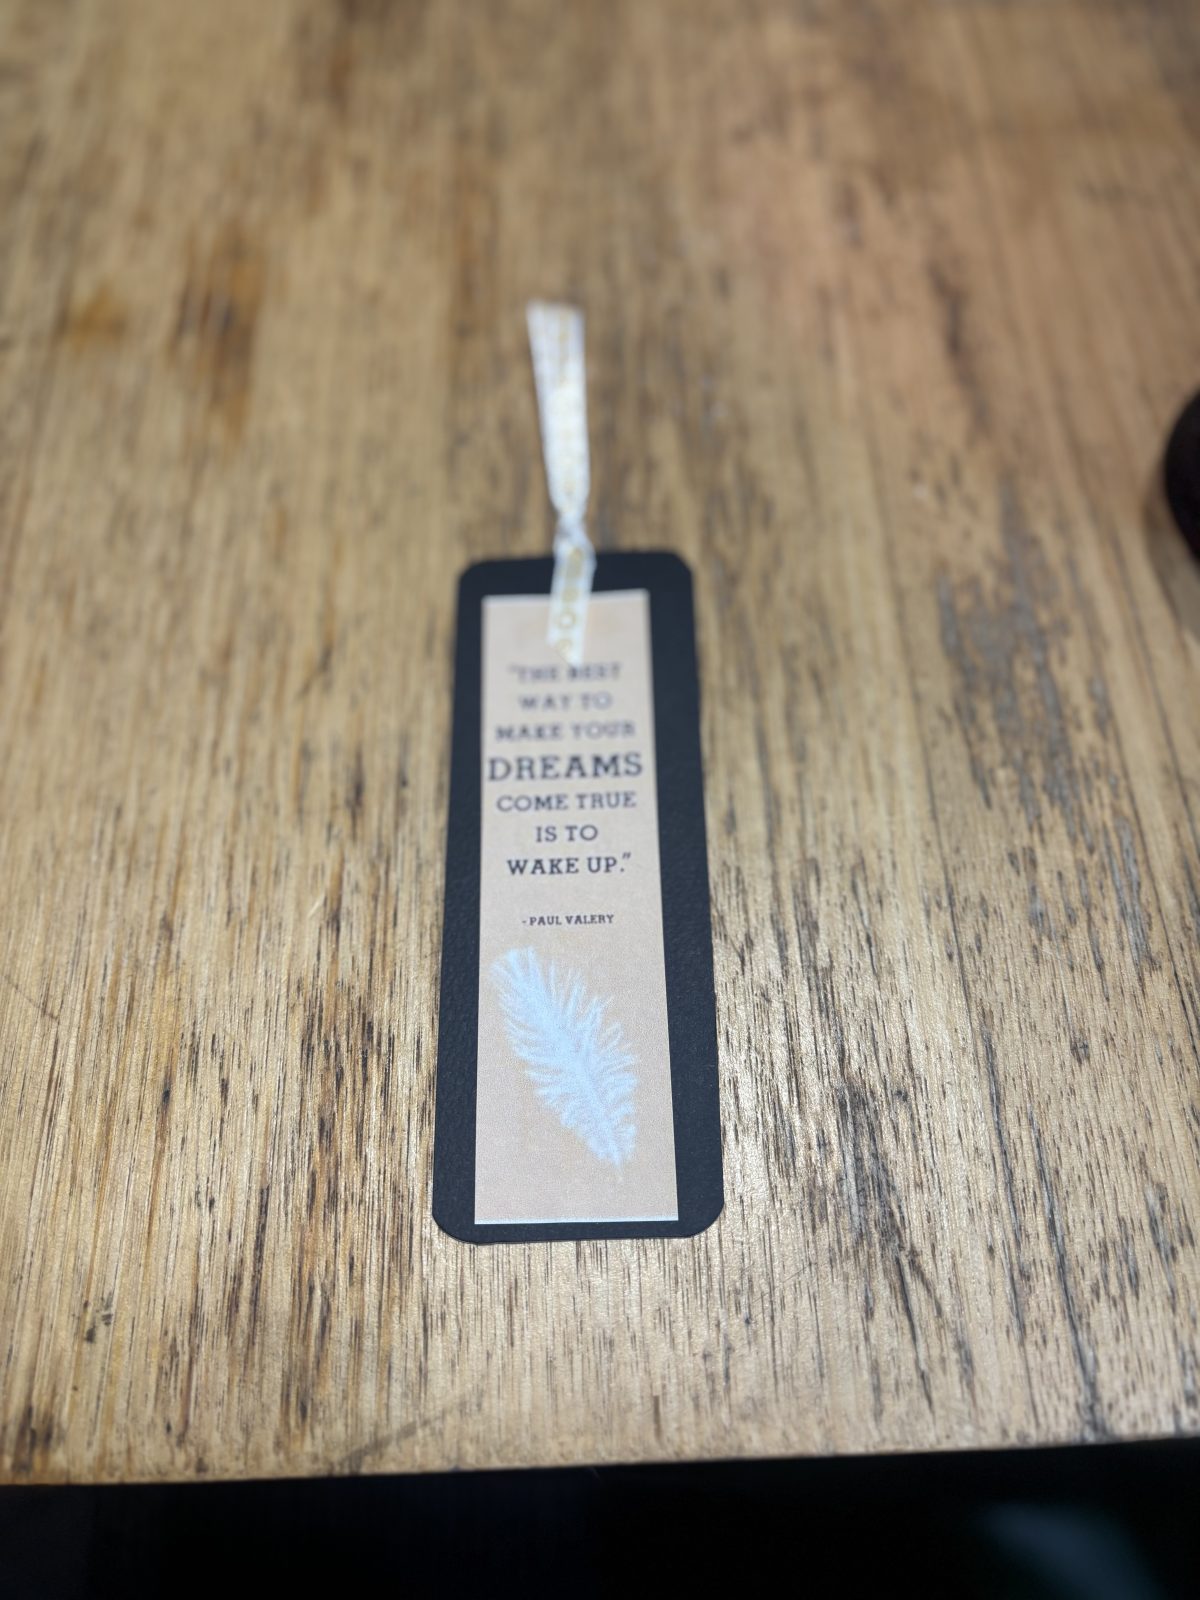 "THE BEST
WAY TO
MAKE YOUR
DREAMS
COME TRUE
IS TO
WAKE UP."
- PAUL VALERY